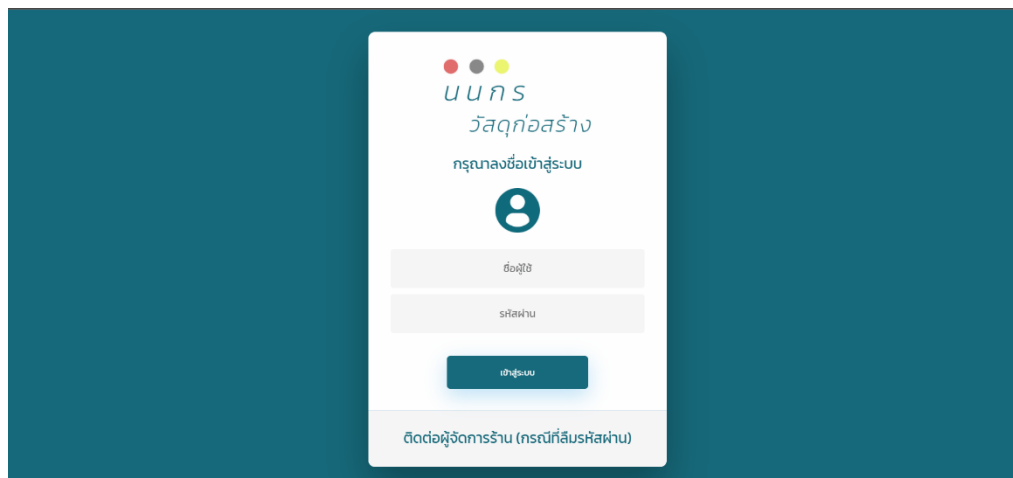 นนกร
วัสดุก่อสร้าง
กรุณาลงชื่อเข้าสู่ระบบ
ชื่อผู้ใช้
รหัสผ่าน
เข้าสู่ระบบ
ติดต่อผู้จัดการร้าน (กรณีที่ลืมรหัสผ่าน)